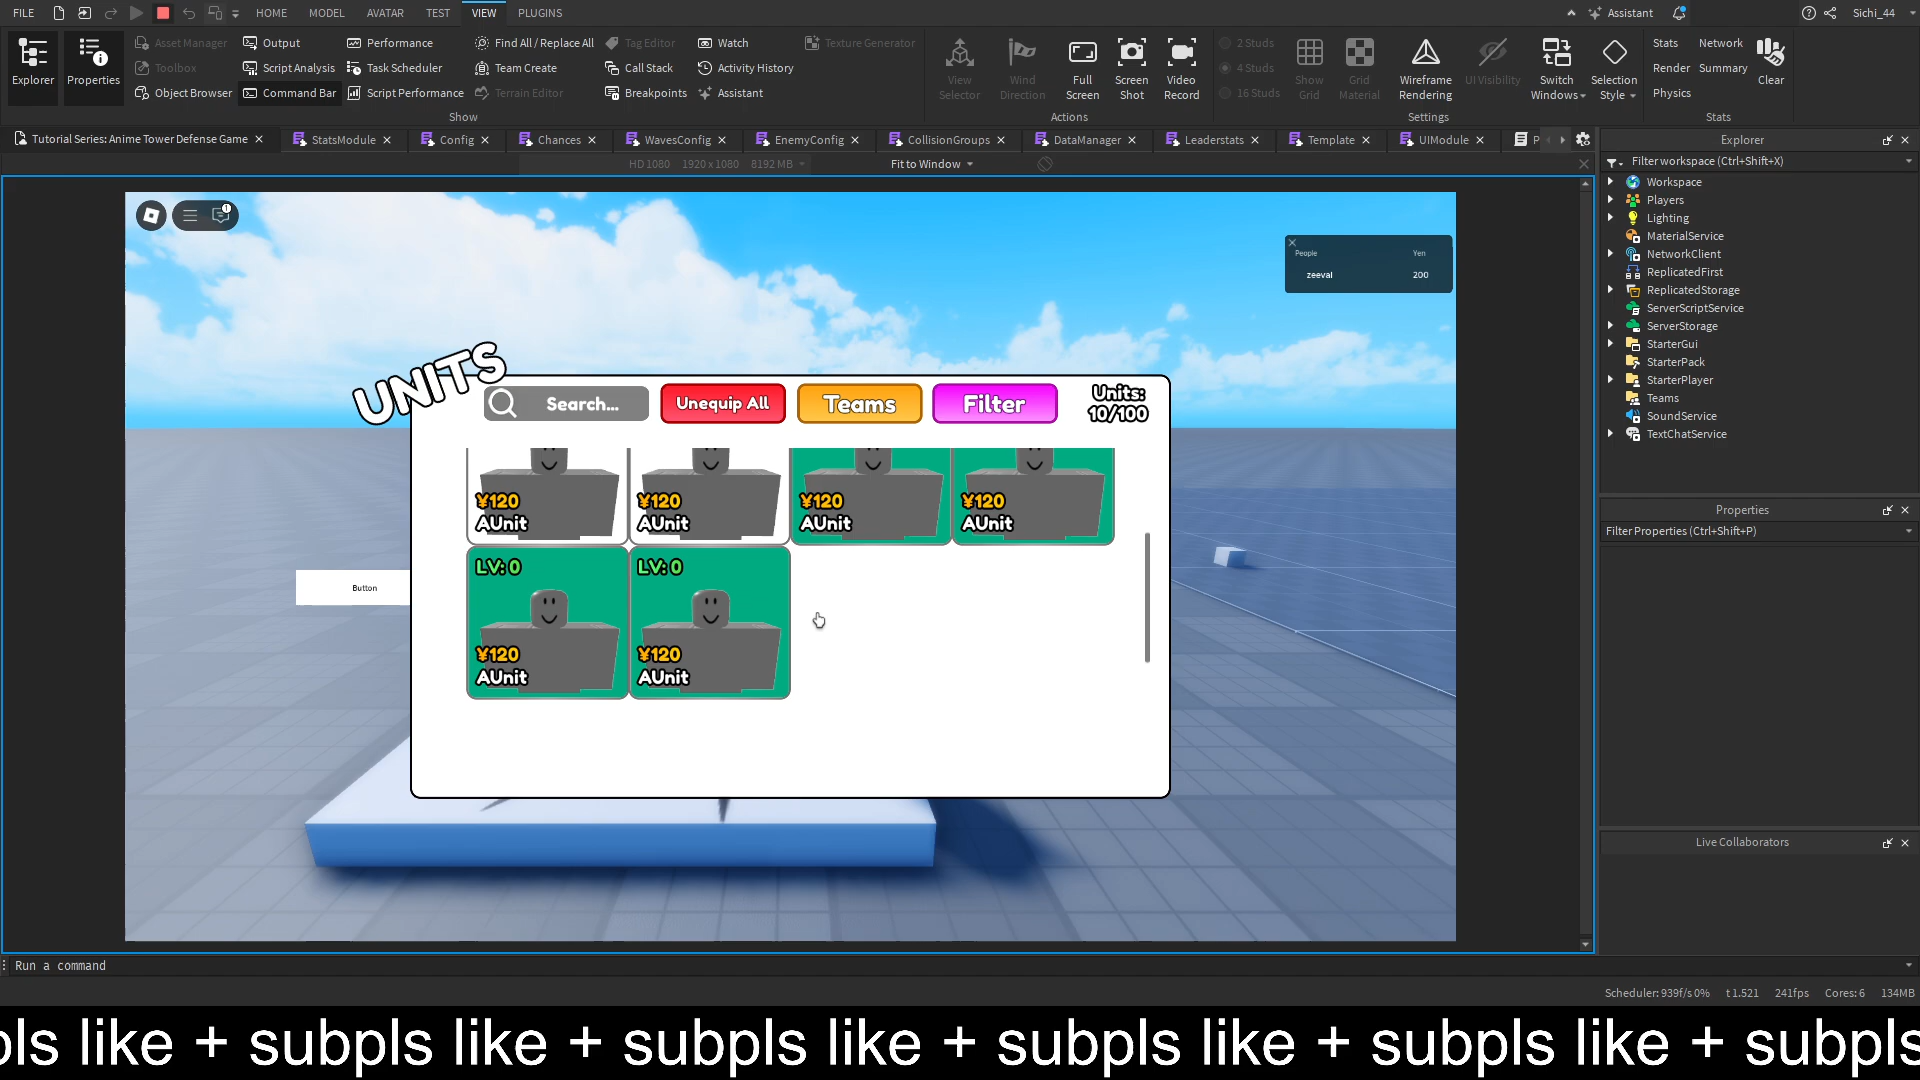 FILE HOME MODEL AVATAR TEST VIEW PLUGINS Assistant Sichi_44
Explorer
Properties
Asset Manager
Toolbox
Object Browser
Output
Script Analysis
Command Bar
Performance
Task Scheduler
Script Performance
Find All / Replace All
Team Create
Terrain Editor
Tag Editor
Call Stack
Breakpoints
Watch
Activity History
Assistant
Texture Generator
Show
View Selector
Wind Direction
Full Screen
Screen Shot
Video Record
Actions
2 Studs
4 Studs
16 Studs
Show Grid
Grid Material
Wireframe Rendering
UI Visibility
Switch Windows
Selection Style
Settings
Stats
Render
Physics
Network
Summary
Clear
Stats
Tutorial Series: Anime Tower Defense Game StatsModule Config Chances WavesConfig EnemyConfig CollisionGroups DataManager Leaderstats Template UIModule P
HD1080 1920x1080 8192 MB Fit to Window
Explorer
Filter workspace (Ctrl+Shift+X)
Workspace
Players
Lighting
MaterialService
NetworkClient
ReplicatedFirst
ReplicatedStorage
ServerScriptService
ServerStorage
StarterGui
StarterPack
StarterPlayer
Teams
SoundService
TextChatService
Properties
Filter Properties (Ctrl+Shift+P)
Live Collaborators
1
People Yen
zeeval 200
UNITS
Search...
Unequip All
Teams
Filter
Units:
10/100
¥120 ¥120 ¥120 ¥120
AUnit AUnit AUnit AUnit
LV: 0 LV: 0
¥120 ¥120
AUnit AUnit
Button
Run a command
Scheduler: 939f/s 0% t 1.521 241fps Cores: 6 134MB
pls like + subpls like + subpls like + subpls like + subpls like + subpls